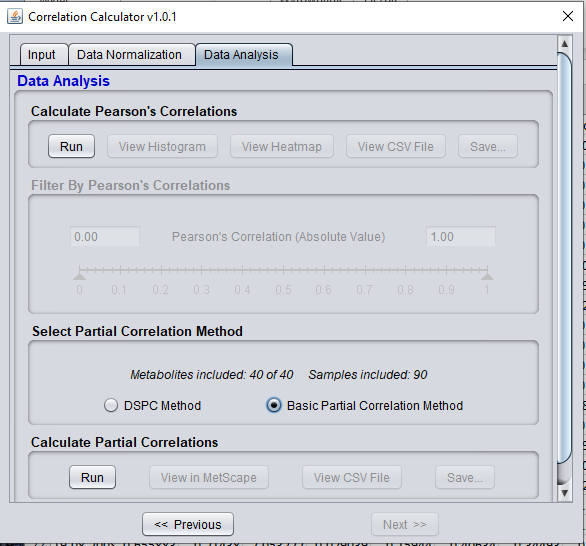 Correlation Calculator v1.0.1
Input Data Normalization Data Analysis
Data Analysis
Calculate Pearson's Correlations
Run View Histogram View Heatmap View CSV File Save...
Filter By Pearson's Correlations
0.00 Pearson's Correlation (Absolute Value) 1.00
0 0.1 0.2 0.3 0.4 0.5 0.6 0.7 0.8 0.9 1
Select Partial Correlation Method
Metabolites included: 40 of 40 Samples included: 90
DSPC Method Basic Partial Correlation Method
Calculate Partial Correlations
Run View in MetScape View CSV File Save...
<< Previous Next >>